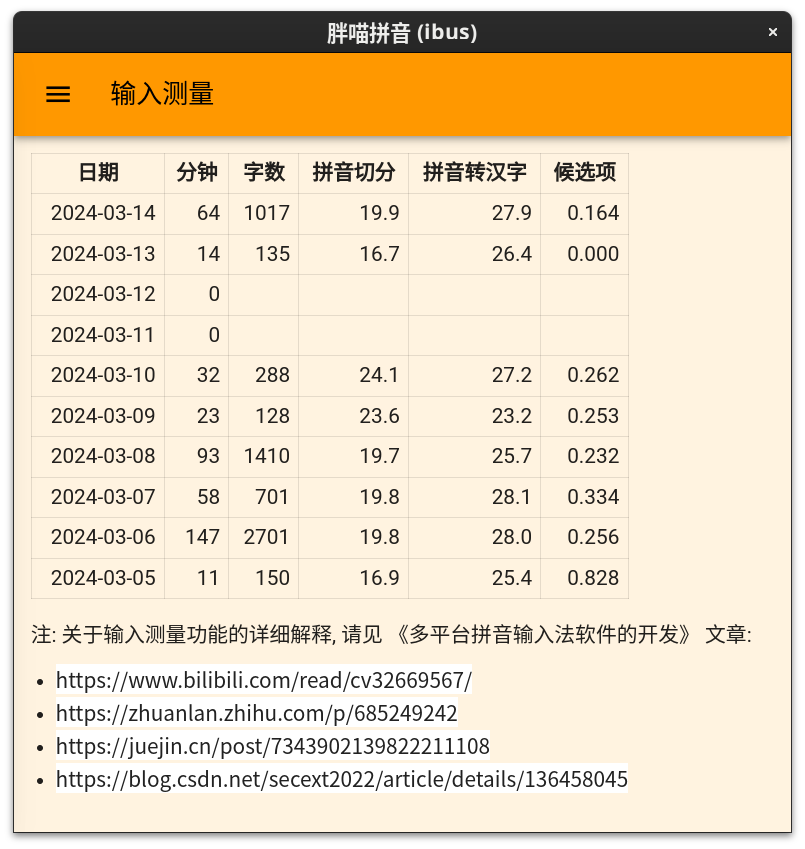 胖喵拼音 (ibus)
×
输入测量
日期 分钟 字数 拼音切分 拼音转汉字 候选项
2024-03-14 64 1017 19.9 27.9 0.164
2024-03-13 14 135 16.7 26.4 0.000
2024-03-12 0
2024-03-11 0
2024-03-10 32 288 24.1 27.2 0.262
2024-03-09 23 128 23.6 23.2 0.253
2024-03-08 93 1410 19.7 25.7 0.232
2024-03-07 58 701 19.8 28.1 0.334
2024-03-06 147 2701 19.8 28.0 0.256
2024-03-05 11 150 16.9 25.4 0.828
注: 关于输入测量功能的详细解释, 请见 《多平台拼音输入法软件的开发》 文章:
• https://www.bilibili.com/read/cv32669567/
• https://zhuanlan.zhihu.com/p/685249242
• https://juejin.cn/post/7343902139822211108
• https://blog.csdn.net/secext2022/article/details/136458045